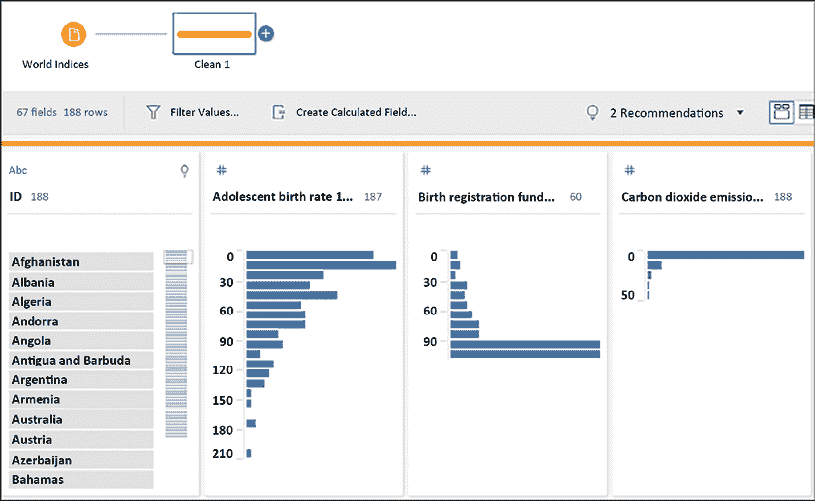 World Indices
Clean 1
67 fields 188 rows
Filter Values...
Create Calculated Field...
2 Recommendations
Abc
#
#
#
ID 188
Adolescent birth rate 1... 187
Birth registration fund... 60
Carbon dioxide emissio... 188
Afghanistan
Albania
Algeria
Andorra
Angola
Antigua and Barbuda
Argentina
Armenia
Australia
Austria
Azerbaijan
Bahamas
0
30
60
90
120
150
180
210
0
30
60
90
0
50